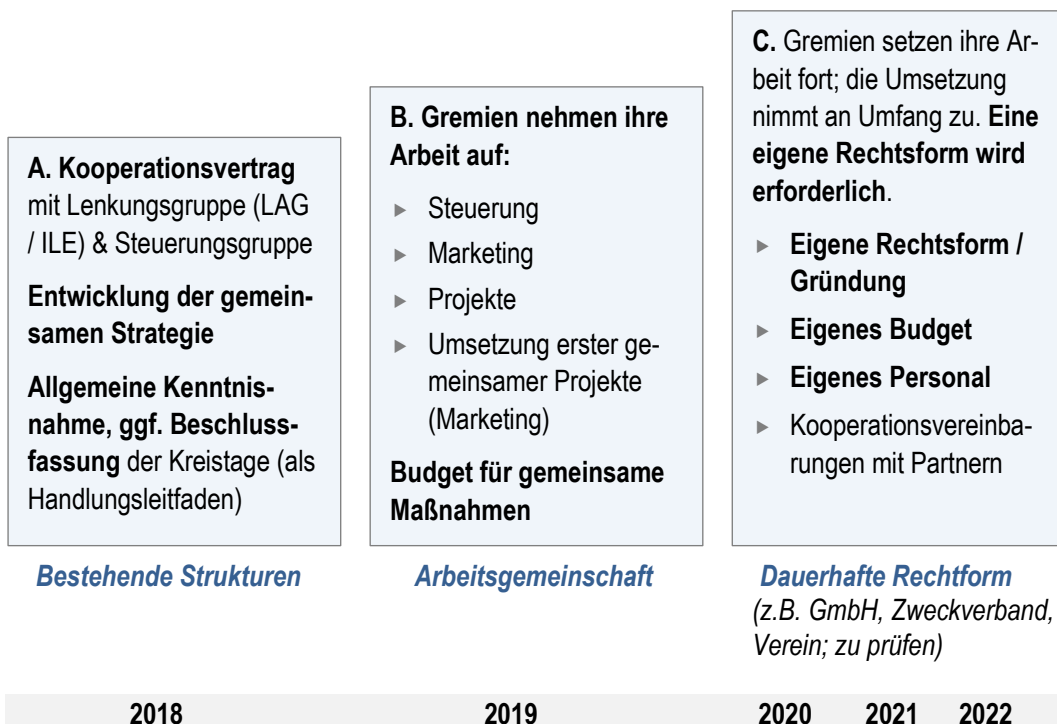 A. Kooperationsvertrag
mit Lenkungsgruppe (LAG
/ ILE) & Steuerungsgruppe
Entwicklung der gemein-
samen Strategie
Allgemeine Kenntnis-
nahme, ggf. Beschluss-
fassung der Kreistage (als
Handlungsleitfaden)
Bestehende Strukturen
B. Gremien nehmen ihre
Arbeit auf:
▶ Steuerung
▶ Marketing
▶ Projekte
▶ Umsetzung erster ge-
meinsamer Projekte
(Marketing)
Budget für gemeinsame
Maßnahmen
Arbeitsgemeinschaft
C. Gremien setzen ihre Ar-
beit fort; die Umsetzung
nimmt an Umfang zu. Eine
eigene Rechtsform wird
erforderlich.
▶ Eigene Rechtsform /
Gründung
▶ Eigenes Budget
▶ Eigenes Personal
▶ Kooperationsvereinba-
rungen mit Partnern
Dauerhafte Rechtform
(z.B. GmbH, Zweckverband,
Verein; zu prüfen)
2018 2019 2020 2021 2022